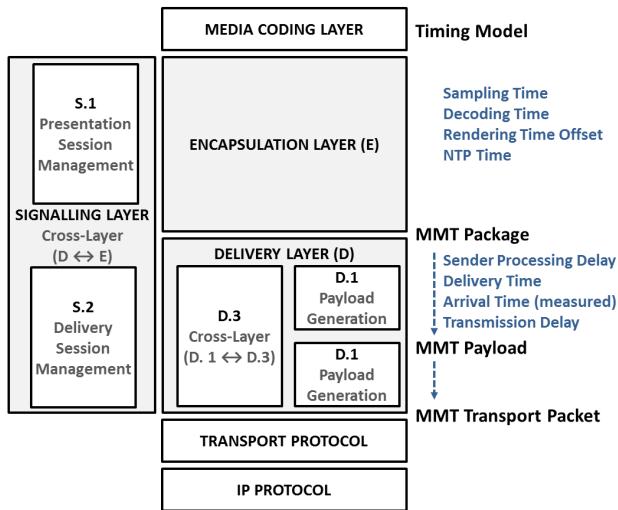 MEDIA CODING LAYER
Timing Model
S.1
Presentation
Session
Management
SIGNALLING LAYER
Cross-Layer
(D ↔ E)
S.2
Delivery
Session
Management
ENCAPSULATION LAYER (E)
Sampling Time
Decoding Time
Rendering Time Offset
NTP Time
MMT Package
DELIVERY LAYER (D)
D.3
Cross-Layer
(D. 1 ↔ D.3)
D.1
Payload
Generation
D.1
Payload
Generation
Sender Processing Delay
Delivery Time
Arrival Time (measured)
Transmission Delay
MMT Payload
MMT Transport Packet
TRANSPORT PROTOCOL
IP PROTOCOL